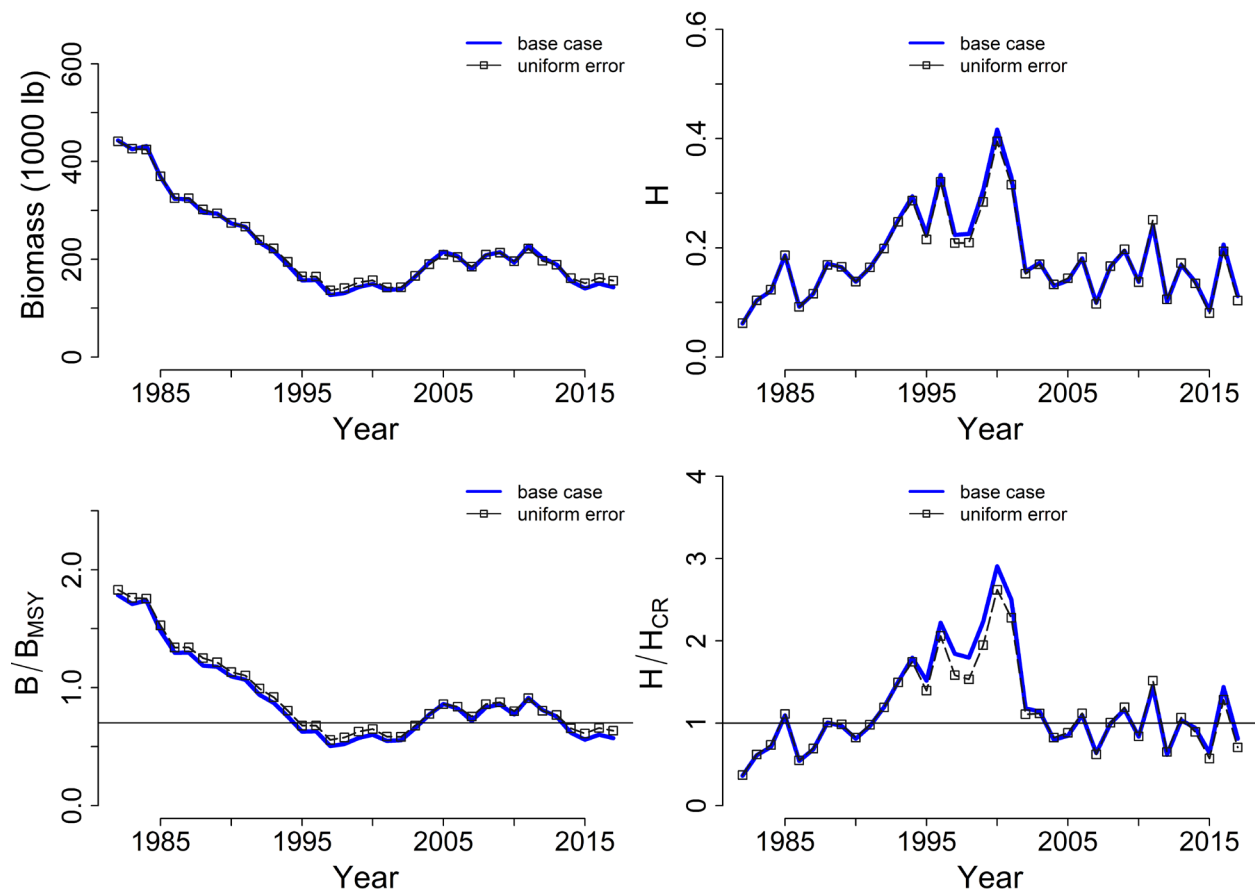 base case
uniform error
Biomass (1000 lb)
600
400
200
0
1985 1995 2005 2015
Year
base case
uniform error
H
0.6
0.4
0.2
0.0
1985 1995 2005 2015
Year
base case
uniform error
B/BMSY
2.0
1.0
0.0
1985 1995 2005 2015
Year
base case
uniform error
H/HCR
4
3
2
1
0
1985 1995 2005 2015
Year